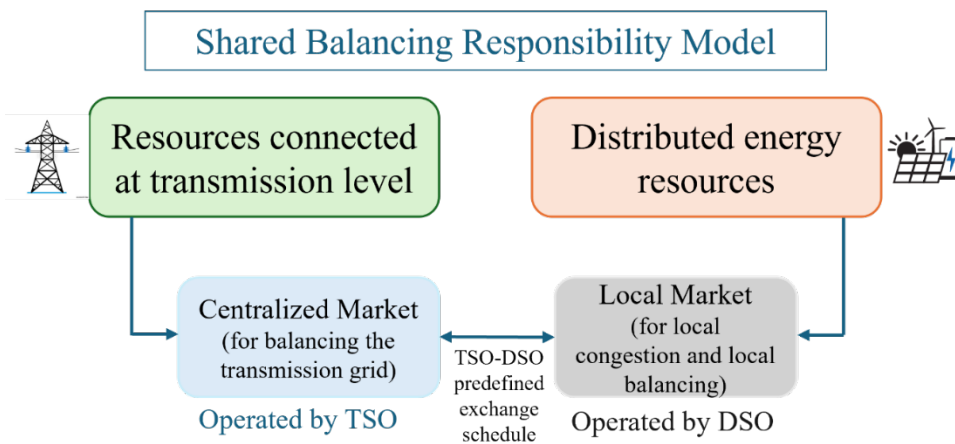 Shared Balancing Responsibility Model
Resources connected
at transmission level
Distributed energy
resources
Centralized Market
(for balancing the
transmission grid)
Operated by TSO
TSO-DSO
predefined
exchange
schedule
Local Market
(for local
congestion and local
balancing)
Operated by DSO